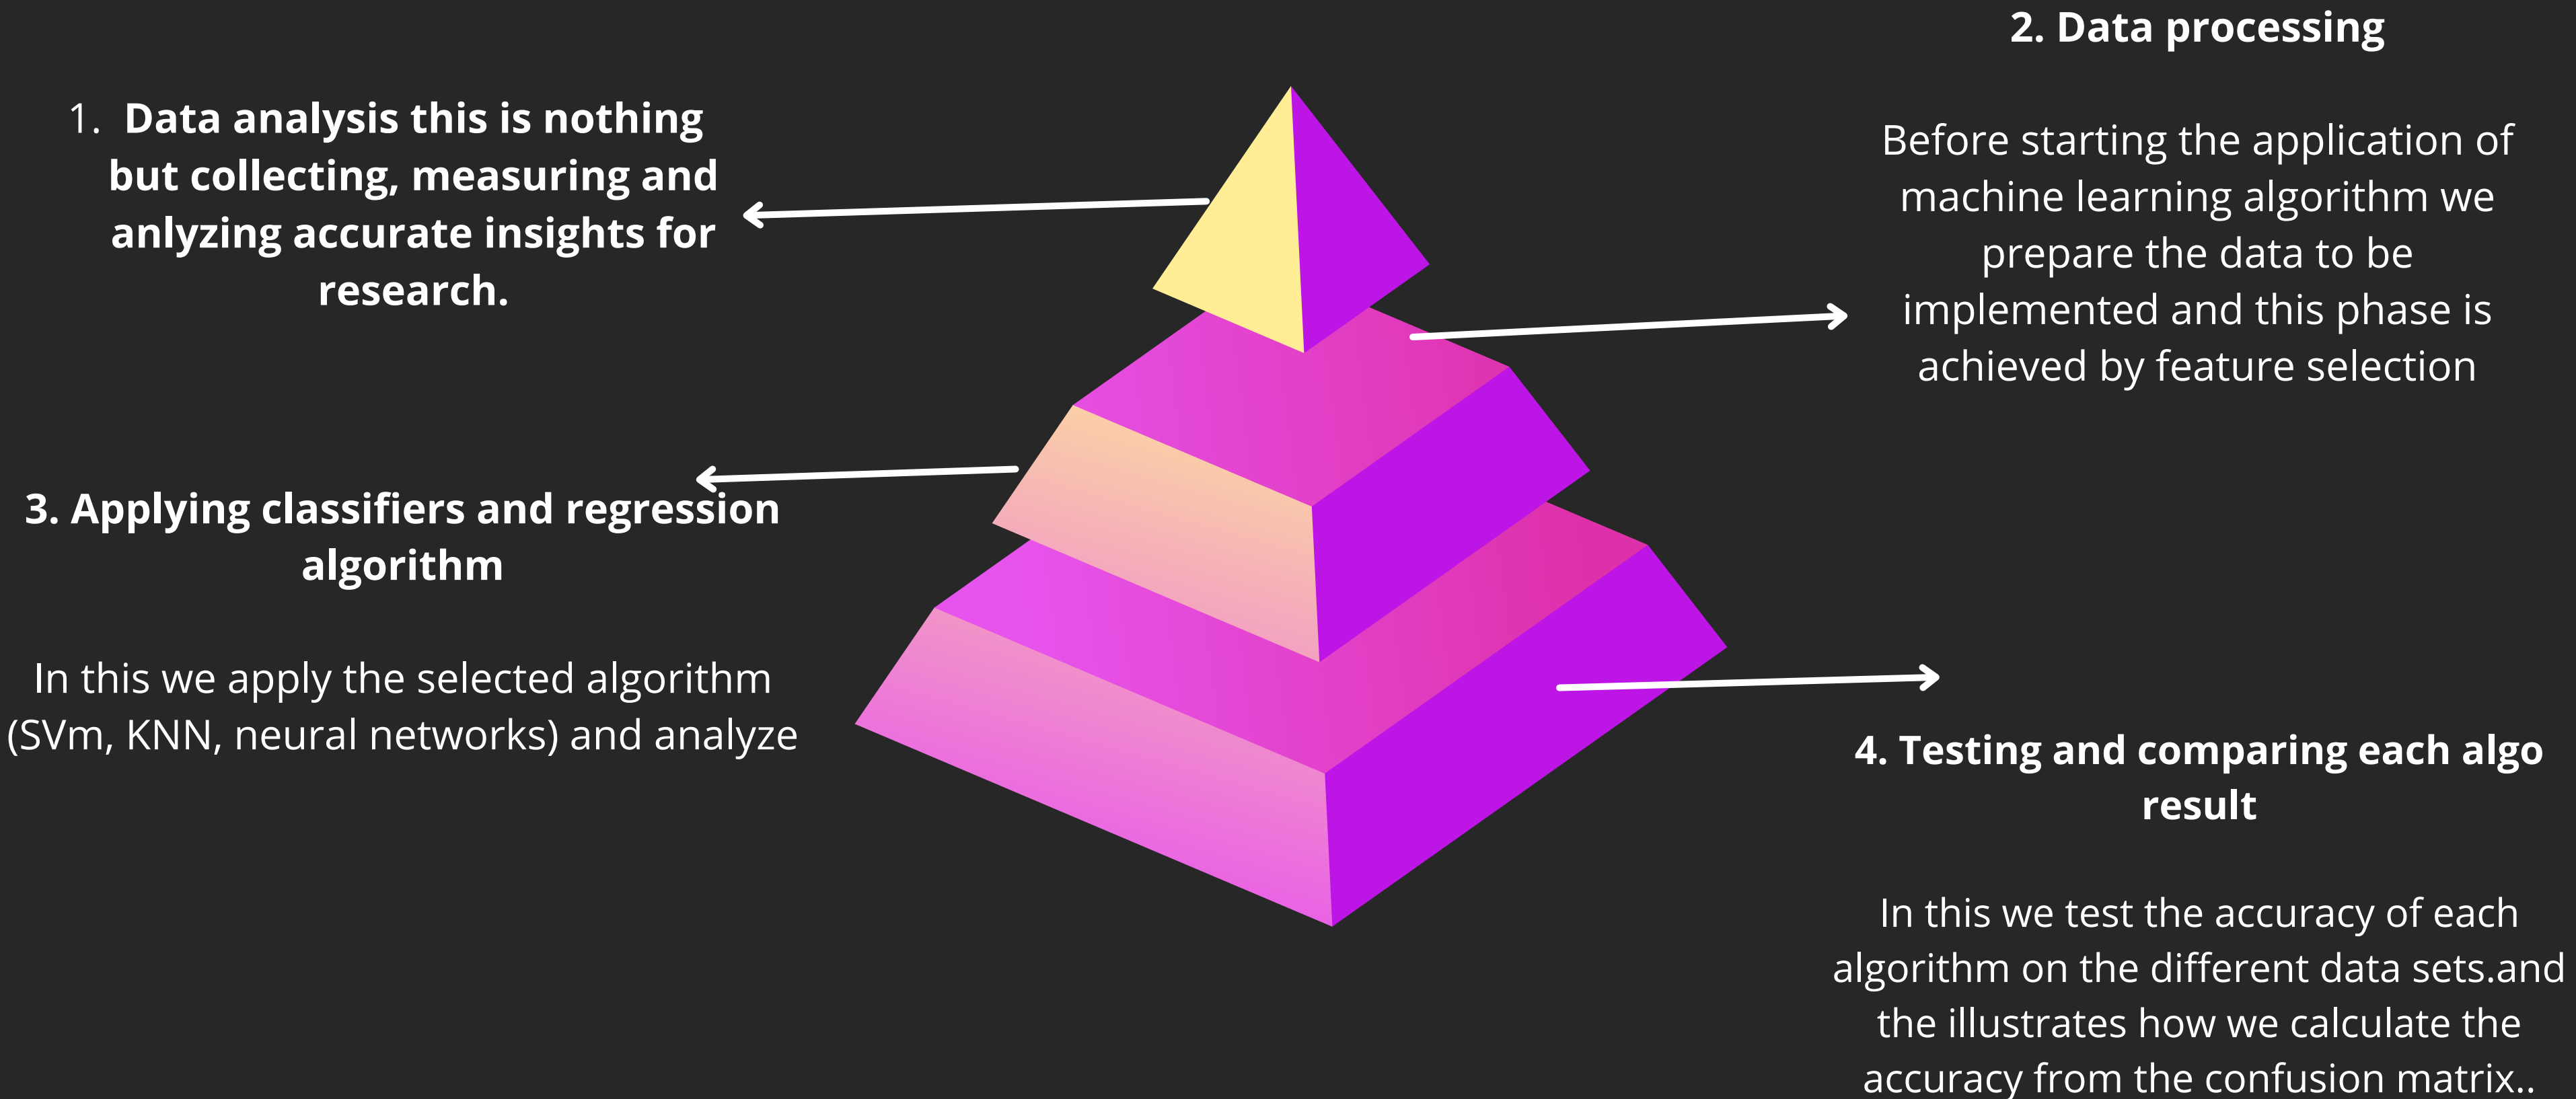 1. Data analysis this is nothing
but collecting, measuring and
anlyzing accurate insights for
research.
2. Data processing
Before starting the application of
machine learning algorithm we
prepare the data to be
implemented and this phase is
achieved by feature selection
3. Applying classifiers and regression
algorithm
In this we apply the selected algorithm
(SVm, KNN, neural networks) and analyze
4. Testing and comparing each algo
result
In this we test the accuracy of each
algorithm on the different data sets.and
the illustrates how we calculate the
accuracy from the confusion matrix..